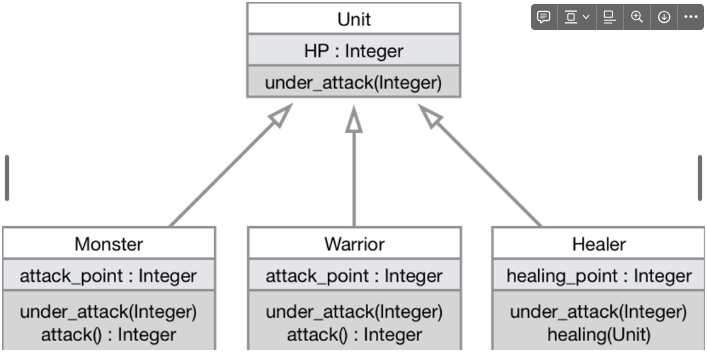 Unit
HP : Integer
under_attack(Integer)
Monster
attack_point : Integer
under_attack(Integer)
attack() : Integer
Warrior
attack_point : Integer
under_attack(Integer)
attack() : Integer
Healer
healing_point : Integer
under_attack(Integer)
healing(Unit)